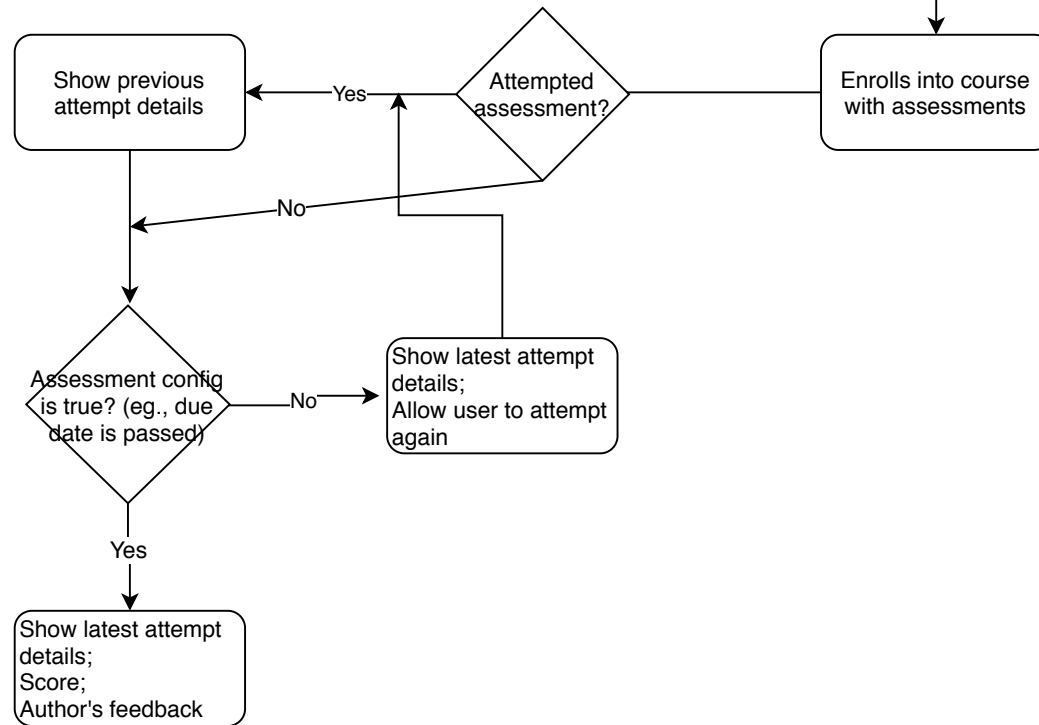 Show previous
attempt details
Yes
Attempted
assessment?
Enrolls into course
with assessments
No
Assessment config
is true? (eg., due
date is passed)
No
Show latest attempt
details;
Allow user to attempt
again
Yes
Show latest attempt
details;
Score;
Author's feedback